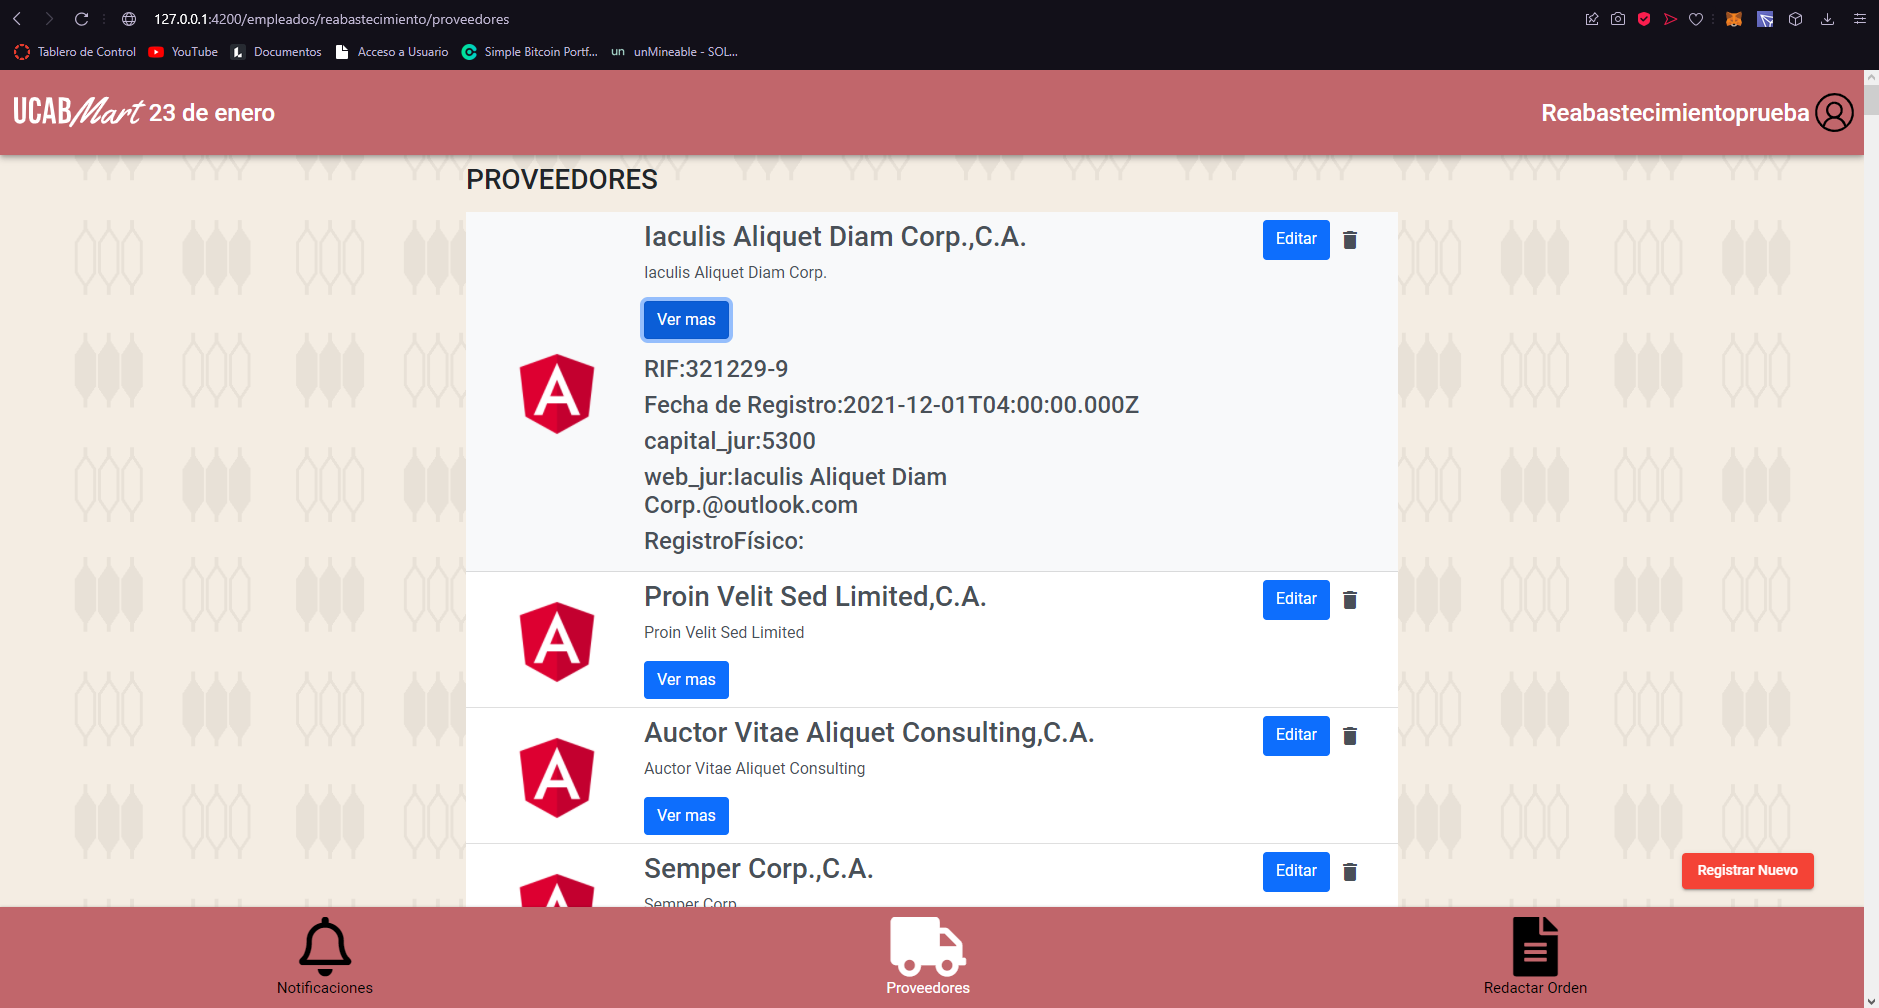 127.0.0.1:4200/empleados/reabastecimiento/proveedores
Tablero de Control YouTube Documentos Acceso a Usuario Simple Bitcoin Portf... un unMineable - SOL...
UCABMart 23 de enero Reabastecimientoprueba
PROVEEDORES
Iaculis Aliquet Diam Corp.,C.A. Editar
Iaculis Aliquet Diam Corp.
Ver mas
RIF:321229-9
Fecha de Registro:2021-12-01T04:00:00.000Z
capital_jur:5300
web_jur:Iaculis Aliquet Diam
Corp.@outlook.com
RegistroFísico:
Proin Velit Sed Limited,C.A. Editar
Proin Velit Sed Limited
Ver mas
Auctor Vitae Aliquet Consulting,C.A. Editar
Auctor Vitae Aliquet Consulting
Ver mas
Semper Corp.,C.A. Editar
Semper Corp.
Registrar Nuevo
Notificaciones Proveedores Redactar Orden